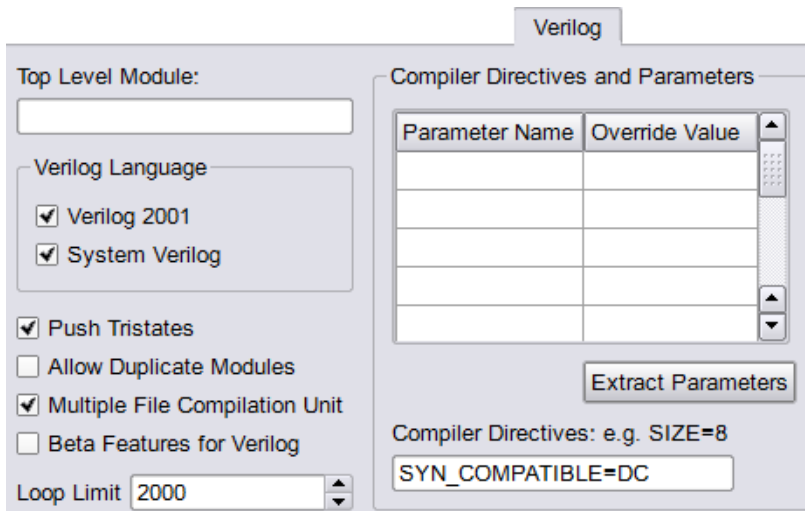 Verilog
Top Level Module:
Verilog Language
Verilog 2001
System Verilog
Push Tristates
Allow Duplicate Modules
Multiple File Compilation Unit
Beta Features for Verilog
Loop Limit 2000
Compiler Directives and Parameters
Parameter Name Override Value
Extract Parameters
Compiler Directives: e.g. SIZE=8
SYN_COMPATIBLE=DC